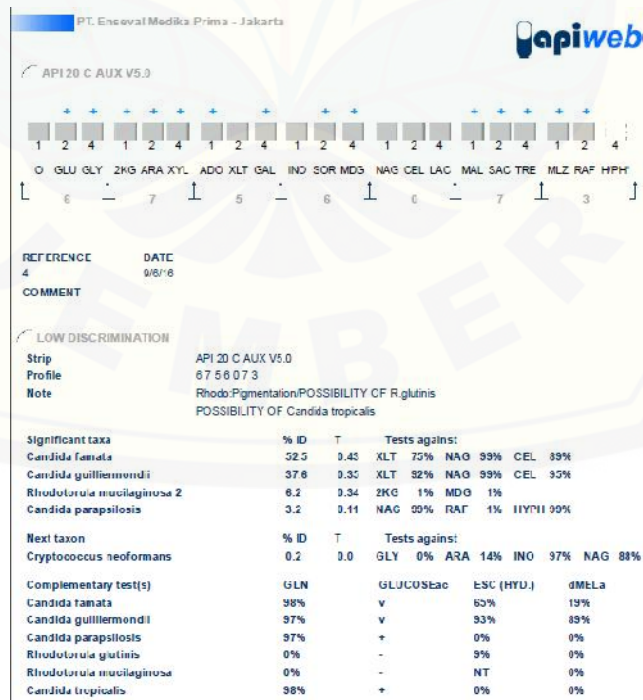 PT. Enseval Medika Prima - Jakarta
apiweb
API 20 C AUX V5.0
+ + + + + + + + + + + + + +
1 2 4 1 2 4 1 2 4 1 2 4 1 2 4 1 2 4 1 2 4
O GLU GLY 2KG ARA XYL ADO XLT GAL INO SOR MDG NAG CEL LAC MAL SAC TRE MLZ RAF HPH
6 7 5 6 0 7 3
REFERENCE DATE
4 9/6/16
COMMENT
LOW DISCRIMINATION
Strip API 20 C AUX V5.0
Profile 6 7 5 6 0 7 3
Note Rhodo:Pigmentation/POSSIBILITY OF R.glutinis
POSSIBILITY OF Candida tropicalis
Significant taxa % ID T Tests against
Candida famata 52.5 0.43 XLT 75% NAG 99% CEL 89%
Candida guilliermondii 37.6 0.35 XLT 92% NAG 99% CEL 95%
Rhodotorula mucilaginosa 2 6.2 0.34 2KG 1% MDG 1%
Candida parapsilosis 3.2 0.11 NAG 99% RAF 1% HYPH 99%
Next taxon % ID T Tests against
Cryptococcus neoformans 0.2 0.0 GLY 0% ARA 14% INO 97% NAG 88%
Complementary test(s) GLN GLUCOSEac ESC (HYD.) dMELa
Candida famata 98% v 65% 19%
Candida guilliermondii 97% v 93% 89%
Candida parapsilosis 97% + 0% 0%
Rhodotorula glutinis 0% - 9% 0%
Rhodotorula mucilaginosa 0% - NT 0%
Candida tropicalis 98% + 0% 0%